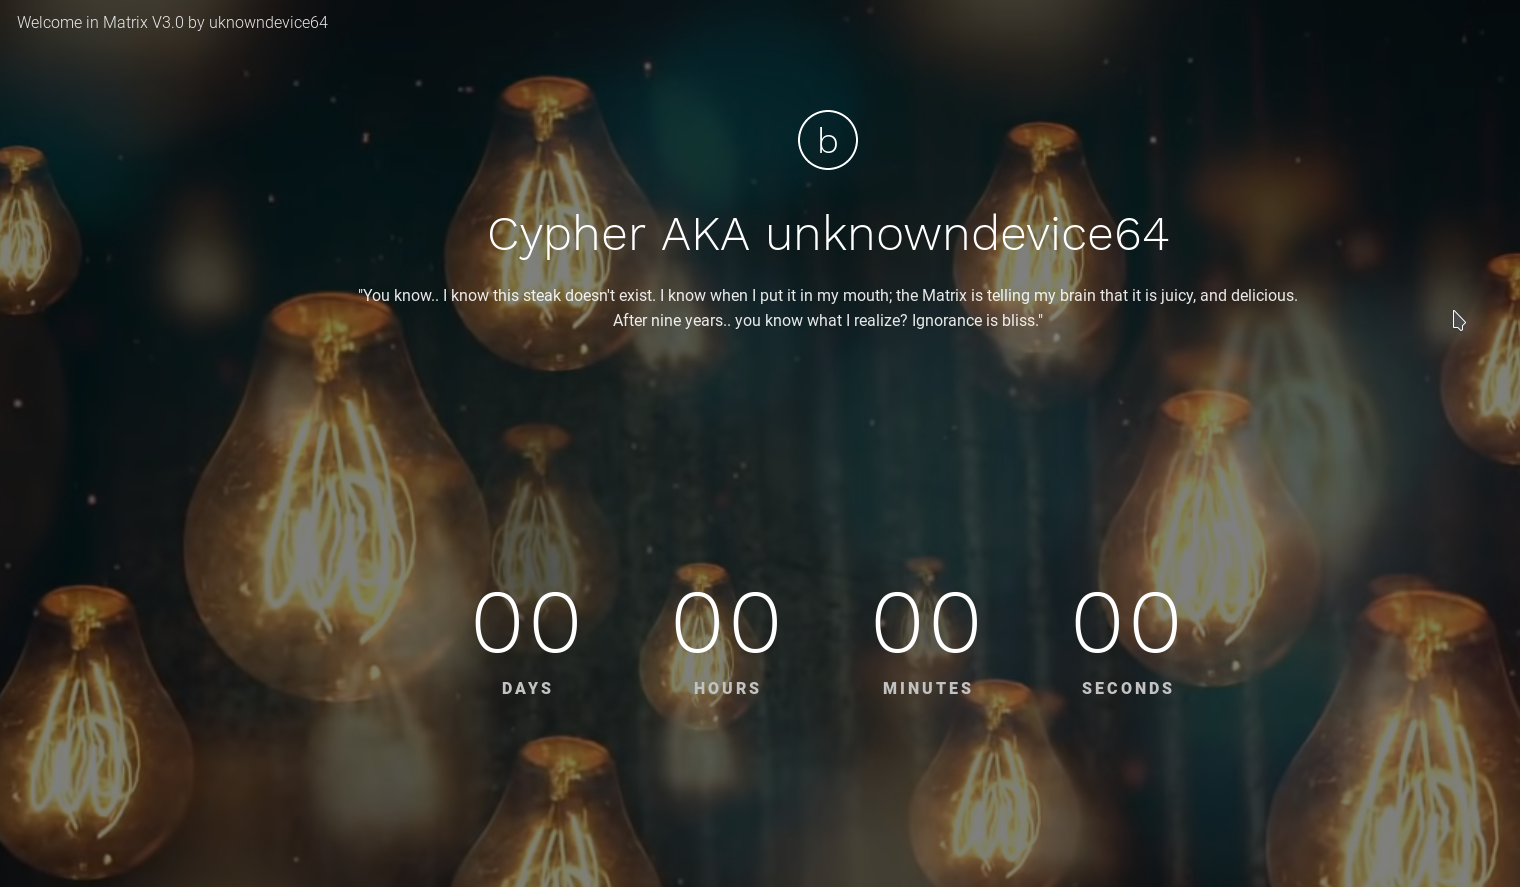 Welcome in Matrix V3.0 by uknowndevice64
b
Cypher AKA unknowndevice64
"You know.. I know this steak doesn't exist. I know when I put it in my mouth; the Matrix is telling my brain that it is juicy, and delicious.
After nine years.. you know what I realize? Ignorance is bliss."
00 00 00 00
DAYS HOURS MINUTES SECONDS